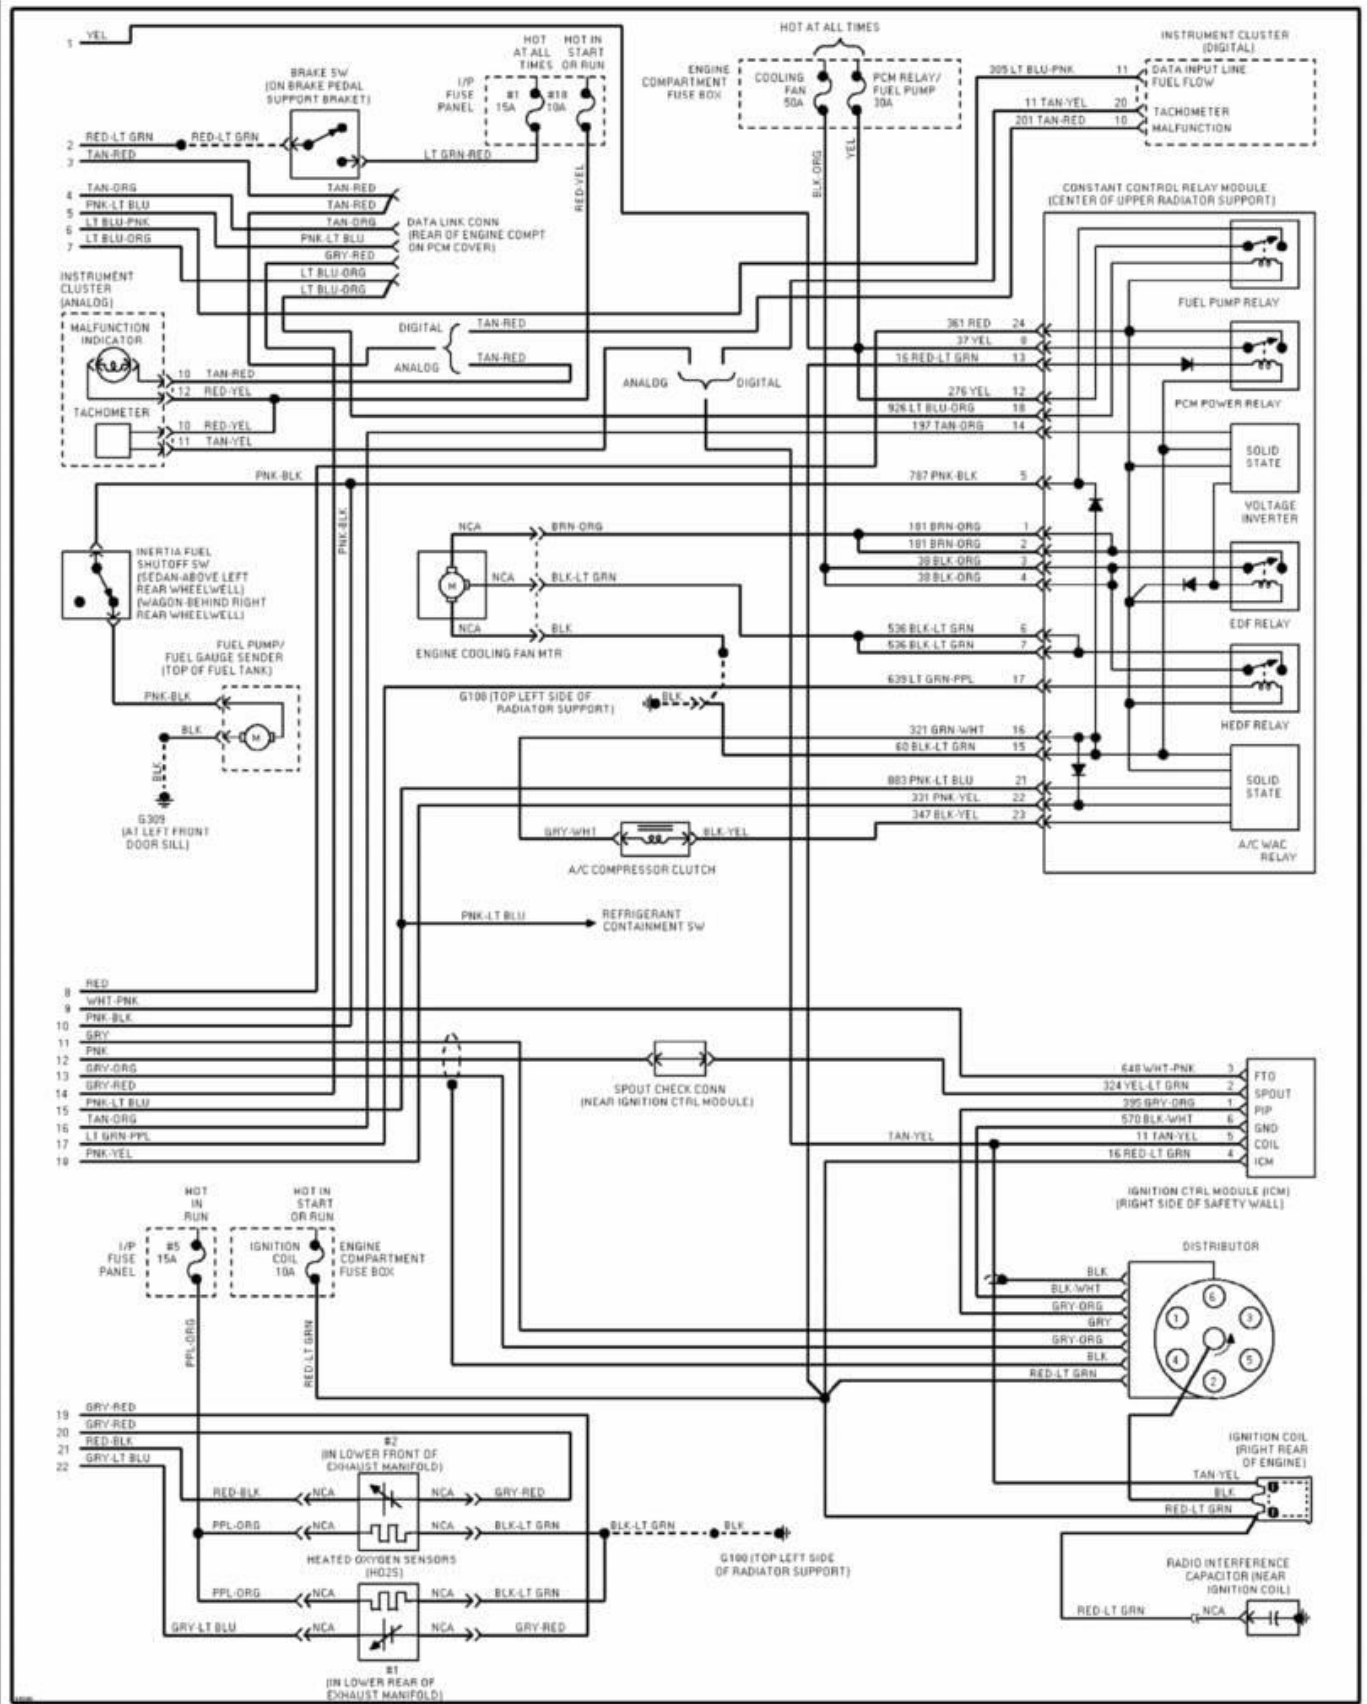 1 YEL
HOT
AT ALL
TIMES
HOT IN
START
OR RUN
I/P
FUSE
PANEL
#1
15A
#18
10A
BRAKE SW
(ON BRAKE PEDAL
SUPPORT BRAKET)
2 RED-LT GRN
RED-LT GRN
3 TAN-RED
LT GRN-RED
RED-YEL
4 TAN-ORG
5 PNK-LT BLU
6 LT BLU-PNK
7 LT BLU-ORG
TAN-RED
TAN-RED
TAN-ORG
PNK-LT BLU
GRY-RED
LT BLU-ORG
LT BLU-ORG
DATA LINK CONN
(REAR OF ENGINE COMPT
ON PCM COVER)
HOT AT ALL TIMES
ENGINE
COMPARTMENT
FUSE BOX
COOLING
FAN
50A
PCM RELAY/
FUEL PUMP
30A
BLK-ORG
YEL
INSTRUMENT CLUSTER
(DIGITAL)
305 LT BLU-PNK 11
DATA INPUT LINE
FUEL FLOW
11 TAN-YEL 20
TACHOMETER
201 TAN-RED 10
MALFUNCTION
CONSTANT CONTROL RELAY MODULE
(CENTER OF UPPER RADIATOR SUPPORT)
FUEL PUMP RELAY
PCM POWER RELAY
SOLID
STATE
VOLTAGE
INVERTER
EDF RELAY
HEDF RELAY
SOLID
STATE
A/C WAC
RELAY
INSTRUMENT
CLUSTER
(ANALOG)
MALFUNCTION
INDICATOR
TACHOMETER
10 TAN-RED
12 RED-YEL
10 RED-YEL
11 TAN-YEL
DIGITAL
TAN-RED
ANALOG
TAN-RED
ANALOG
DIGITAL
361 RED 24
37 YEL 8
16 RED-LT GRN 13
276 YEL 12
926 LT BLU-ORG 18
197 TAN-ORG 14
787 PNK-BLK 5
181 BRN-ORG 1
181 BRN-ORG 2
38 BLK-ORG 3
38 BLK-ORG 4
536 BLK-LT GRN 6
536 BLK-LT GRN 7
639 LT GRN-PPL 17
321 GRN-WHT 16
60 BLK-LT GRN 15
883 PNK-LT BLU 21
331 PNK-YEL 22
347 BLK-YEL 23
PNK-BLK
PNK-BLK
INERTIA FUEL
SHUTOFF SW
(SEDAN-ABOVE LEFT
REAR WHEELWELL)
(WAGON-BEHIND RIGHT
REAR WHEELWELL)
FUEL PUMP/
FUEL GAUGE SENDER
(TOP OF FUEL TANK)
PNK-BLK
BLK
M
BLK
G309
(AT LEFT FRONT
DOOR SILL)
NCA
BRN-ORG
M
NCA
BLK-LT GRN
NCA
BLK
ENGINE COOLING FAN MTR
G108 (TOP LEFT SIDE OF
RADIATOR SUPPORT)
BLK
GRY-WHT
BLK-YEL
A/C COMPRESSOR CLUTCH
PNK-LT BLU
REFRIGERANT
CONTAINMENT SW
8 RED
9 WHT-PNK
10 PNK-BLK
11 GRY
12 PNK
13 GRY-ORG
14 GRY-RED
15 PNK-LT BLU
16 TAN-ORG
17 LT GRN-PPL
18 PNK-YEL
SPOUT CHECK CONN
(NEAR IGNITION CTRL MODULE)
TAN-YEL
648 WHT-PNK 3 FTO
324 YEL-LT GRN 2 SPOUT
395 GRY-ORG 1 PIP
570 BLK-WHT 6 GND
11 TAN-YEL 5 COIL
16 RED-LT GRN 4 ICM
IGNITION CTRL MODULE (ICM)
(RIGHT SIDE OF SAFETY WALL)
HOT
IN
RUN
HOT IN
START
OR RUN
I/P
FUSE
PANEL
#5
15A
IGNITION
COIL
10A
ENGINE
COMPARTMENT
FUSE BOX
PPL-ORG
RED-LT GRN
DISTRIBUTOR
BLK
BLK-WHT
GRY-ORG
GRY
GRY-ORG
BLK
RED-LT GRN
6
1 3
4 5
2
19 GRY-RED
20 GRY-RED
21 RED-BLK
22 GRY-LT BLU
#2
(IN LOWER FRONT OF
EXHAUST MANIFOLD)
RED-BLK NCA NCA GRY-RED
PPL-ORG NCA NCA BLK-LT GRN
BLK-LT GRN BLK
HEATED OXYGEN SENSORS
(HO2S)
G100 (TOP LEFT SIDE
OF RADIATOR SUPPORT)
PPL-ORG NCA NCA BLK-LT GRN
GRY-LT BLU NCA NCA GRY-RED
#1
(IN LOWER REAR OF
EXHAUST MANIFOLD)
IGNITION COIL
(RIGHT REAR
OF ENGINE)
TAN-YEL
BLK
RED-LT GRN
RADIO INTERFERENCE
CAPACITOR (NEAR
IGNITION COIL)
RED-LT GRN NCA